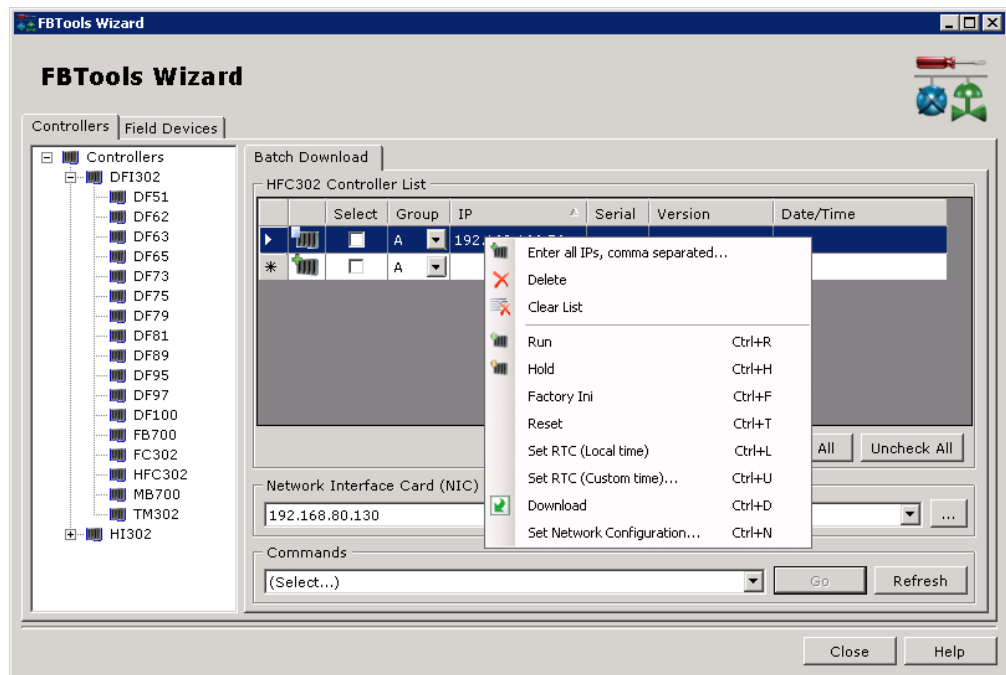 FBTools Wizard
FBTools Wizard
Controllers
Field Devices
Controllers
DFI302
DF51
DF62
DF63
DF65
DF73
DF75
DF79
DF81
DF89
DF95
DF97
DF100
FB700
FC302
HFC302
MB700
TM302
HI302
Batch Download
HFC302 Controller List
Select Group IP Serial Version Date/Time
A 192.
A
Enter all IPs, comma separated...
Delete
Clear List
Run Ctrl+R
Hold Ctrl+H
Factory Ini Ctrl+F
Reset Ctrl+T
Set RTC (Local time) Ctrl+L
Set RTC (Custom time)... Ctrl+U
Download Ctrl+D
Set Network Configuration... Ctrl+N
All Uncheck All
Network Interface Card (NIC)
192.168.80.130 ...
Commands
(Select...) Go Refresh
Close Help